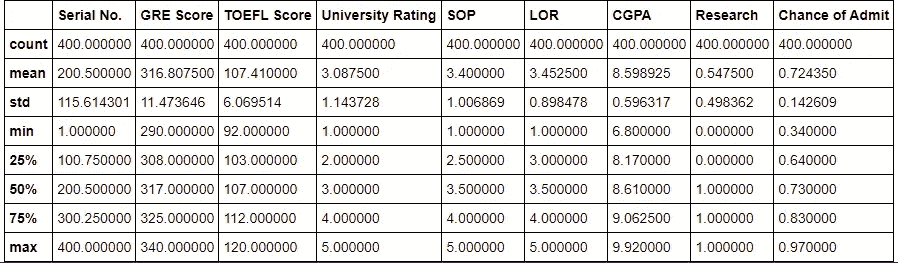 Serial No. GRE Score TOEFL Score University Rating SOP LOR CGPA Research Chance of Admit
count 400.000000 400.000000 400.000000 400.000000 400.000000 400.000000 400.000000 400.000000 400.000000
mean 200.500000 316.807500 107.410000 3.087500 3.400000 3.452500 8.598925 0.547500 0.724350
std 115.614301 11.473646 6.069514 1.143728 1.006869 0.898478 0.596317 0.498362 0.142609
min 1.000000 290.000000 92.000000 1.000000 1.000000 1.000000 6.800000 0.000000 0.340000
25% 100.750000 308.000000 103.000000 2.000000 2.500000 3.000000 8.170000 0.000000 0.640000
50% 200.500000 317.000000 107.000000 3.000000 3.500000 3.500000 8.610000 1.000000 0.730000
75% 300.250000 325.000000 112.000000 4.000000 4.000000 4.000000 9.062500 1.000000 0.830000
max 400.000000 340.000000 120.000000 5.000000 5.000000 5.000000 9.920000 1.000000 0.970000